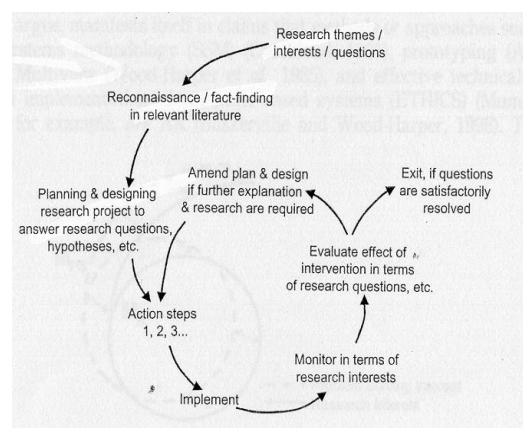 Research themes /
interests / questions
Reconnaissance / fact-finding
in relevant literature
Planning & designing
research project to
answer research questions,
hypotheses, etc.
Amend plan & design
if further explanation
& research are required
Exit, if questions
are satisfactorily
resolved
Evaluate effect of
intervention in terms
of research questions, etc.
Action steps
1, 2, 3...
Monitor in terms of
research interests
Implement